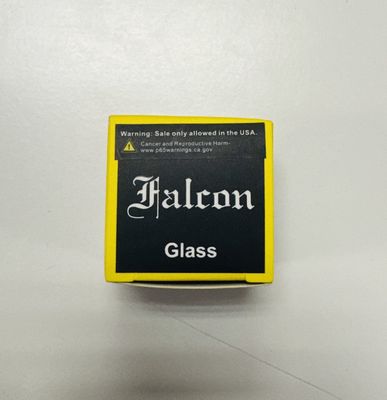 Warning: Sale only allowed in the USA.
Cancer and Reproductive Harm-
www.p65warnings.ca.gov
Falcon
Glass